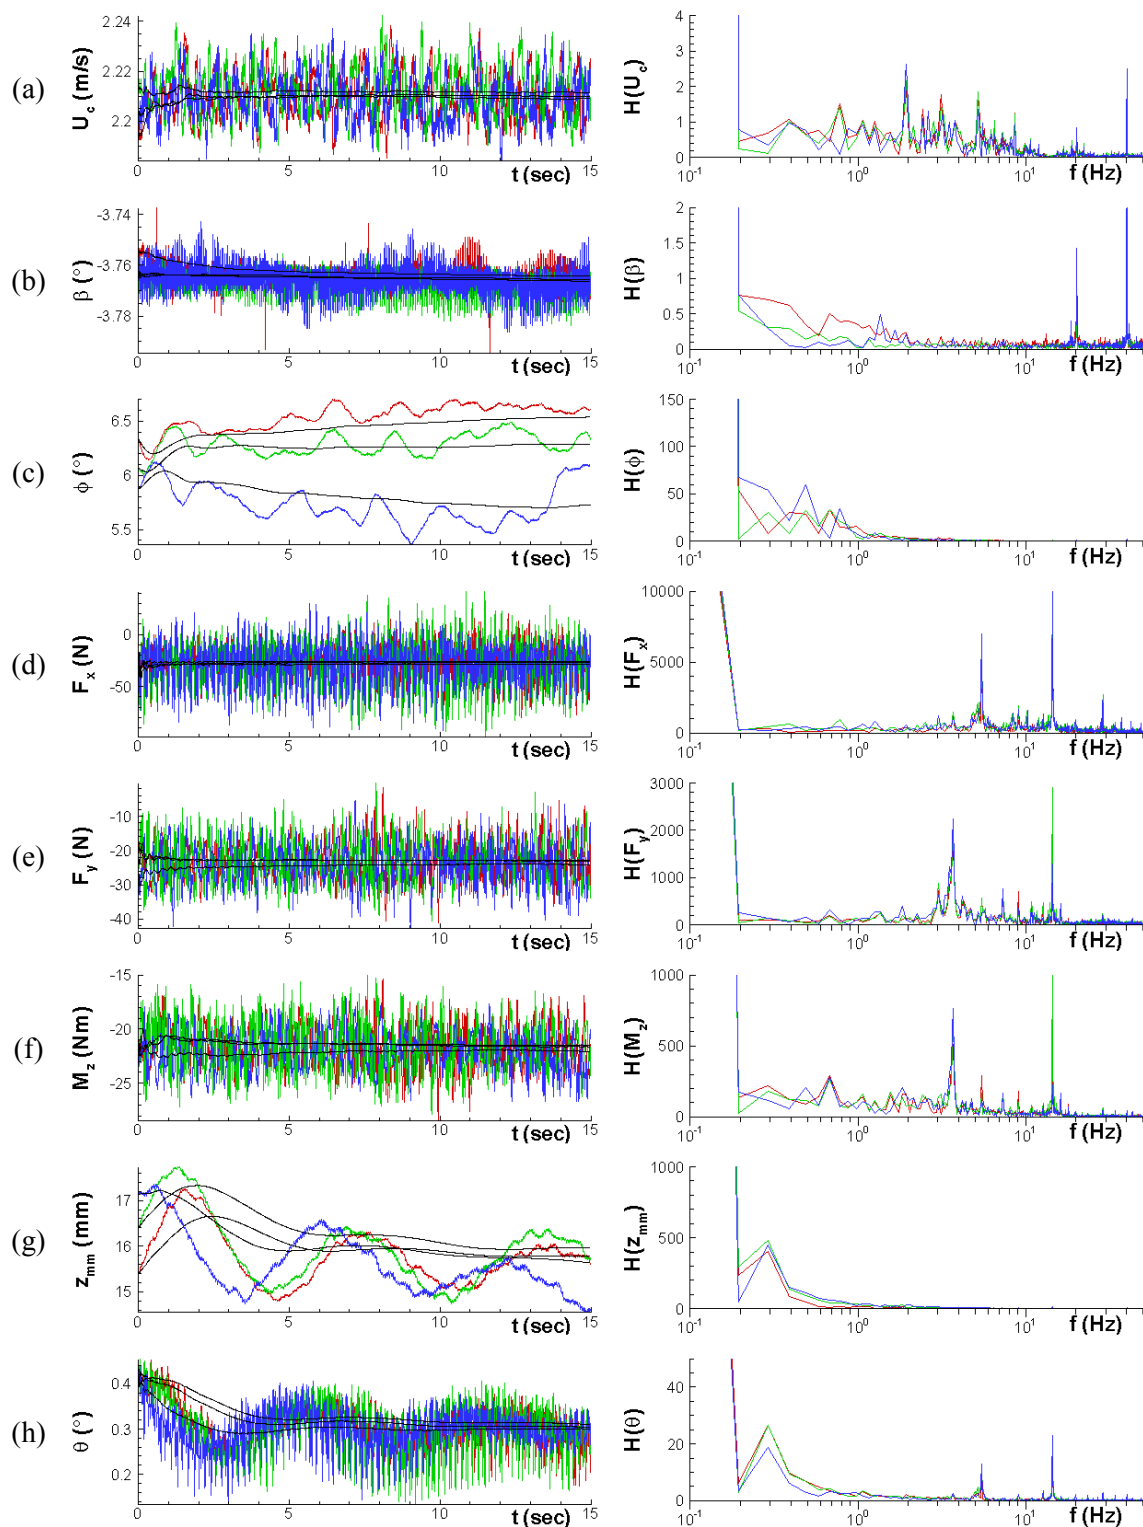 (a)
U_c (m/s)
2.24
2.22
2.2
0
5
10
15
t (sec)
H(U_c)
4
3
2
1
0
10^-1
10^0
10^1
f (Hz)
(b)
β (°)
-3.74
-3.76
-3.78
0
5
10
15
t (sec)
H(β)
2
1.5
1
0.5
0
10^-1
10^0
10^1
f (Hz)
(c)
ϕ (°)
6.5
6
5.5
0
5
10
15
t (sec)
H(ϕ)
150
100
50
0
10^-1
10^0
10^1
f (Hz)
(d)
F_x (N)
0
-50
0
5
10
15
t (sec)
H(F_x)
10000
5000
0
10^-1
10^0
10^1
f (Hz)
(e)
F_y (N)
-10
-20
-30
-40
0
5
10
15
t (sec)
H(F_y)
3000
2000
1000
0
10^-1
10^0
10^1
f (Hz)
(f)
M_z (Nm)
-15
-20
-25
0
5
10
15
t (sec)
H(M_z)
1000
500
0
10^-1
10^0
10^1
f (Hz)
(g)
z_mm (mm)
17
16
15
0
5
10
15
t (sec)
H(z_mm)
1000
500
0
10^-1
10^0
10^1
f (Hz)
(h)
θ (°)
0.4
0.3
0.2
0
5
10
15
t (sec)
H(θ)
40
20
0
10^-1
10^0
10^1
f (Hz)